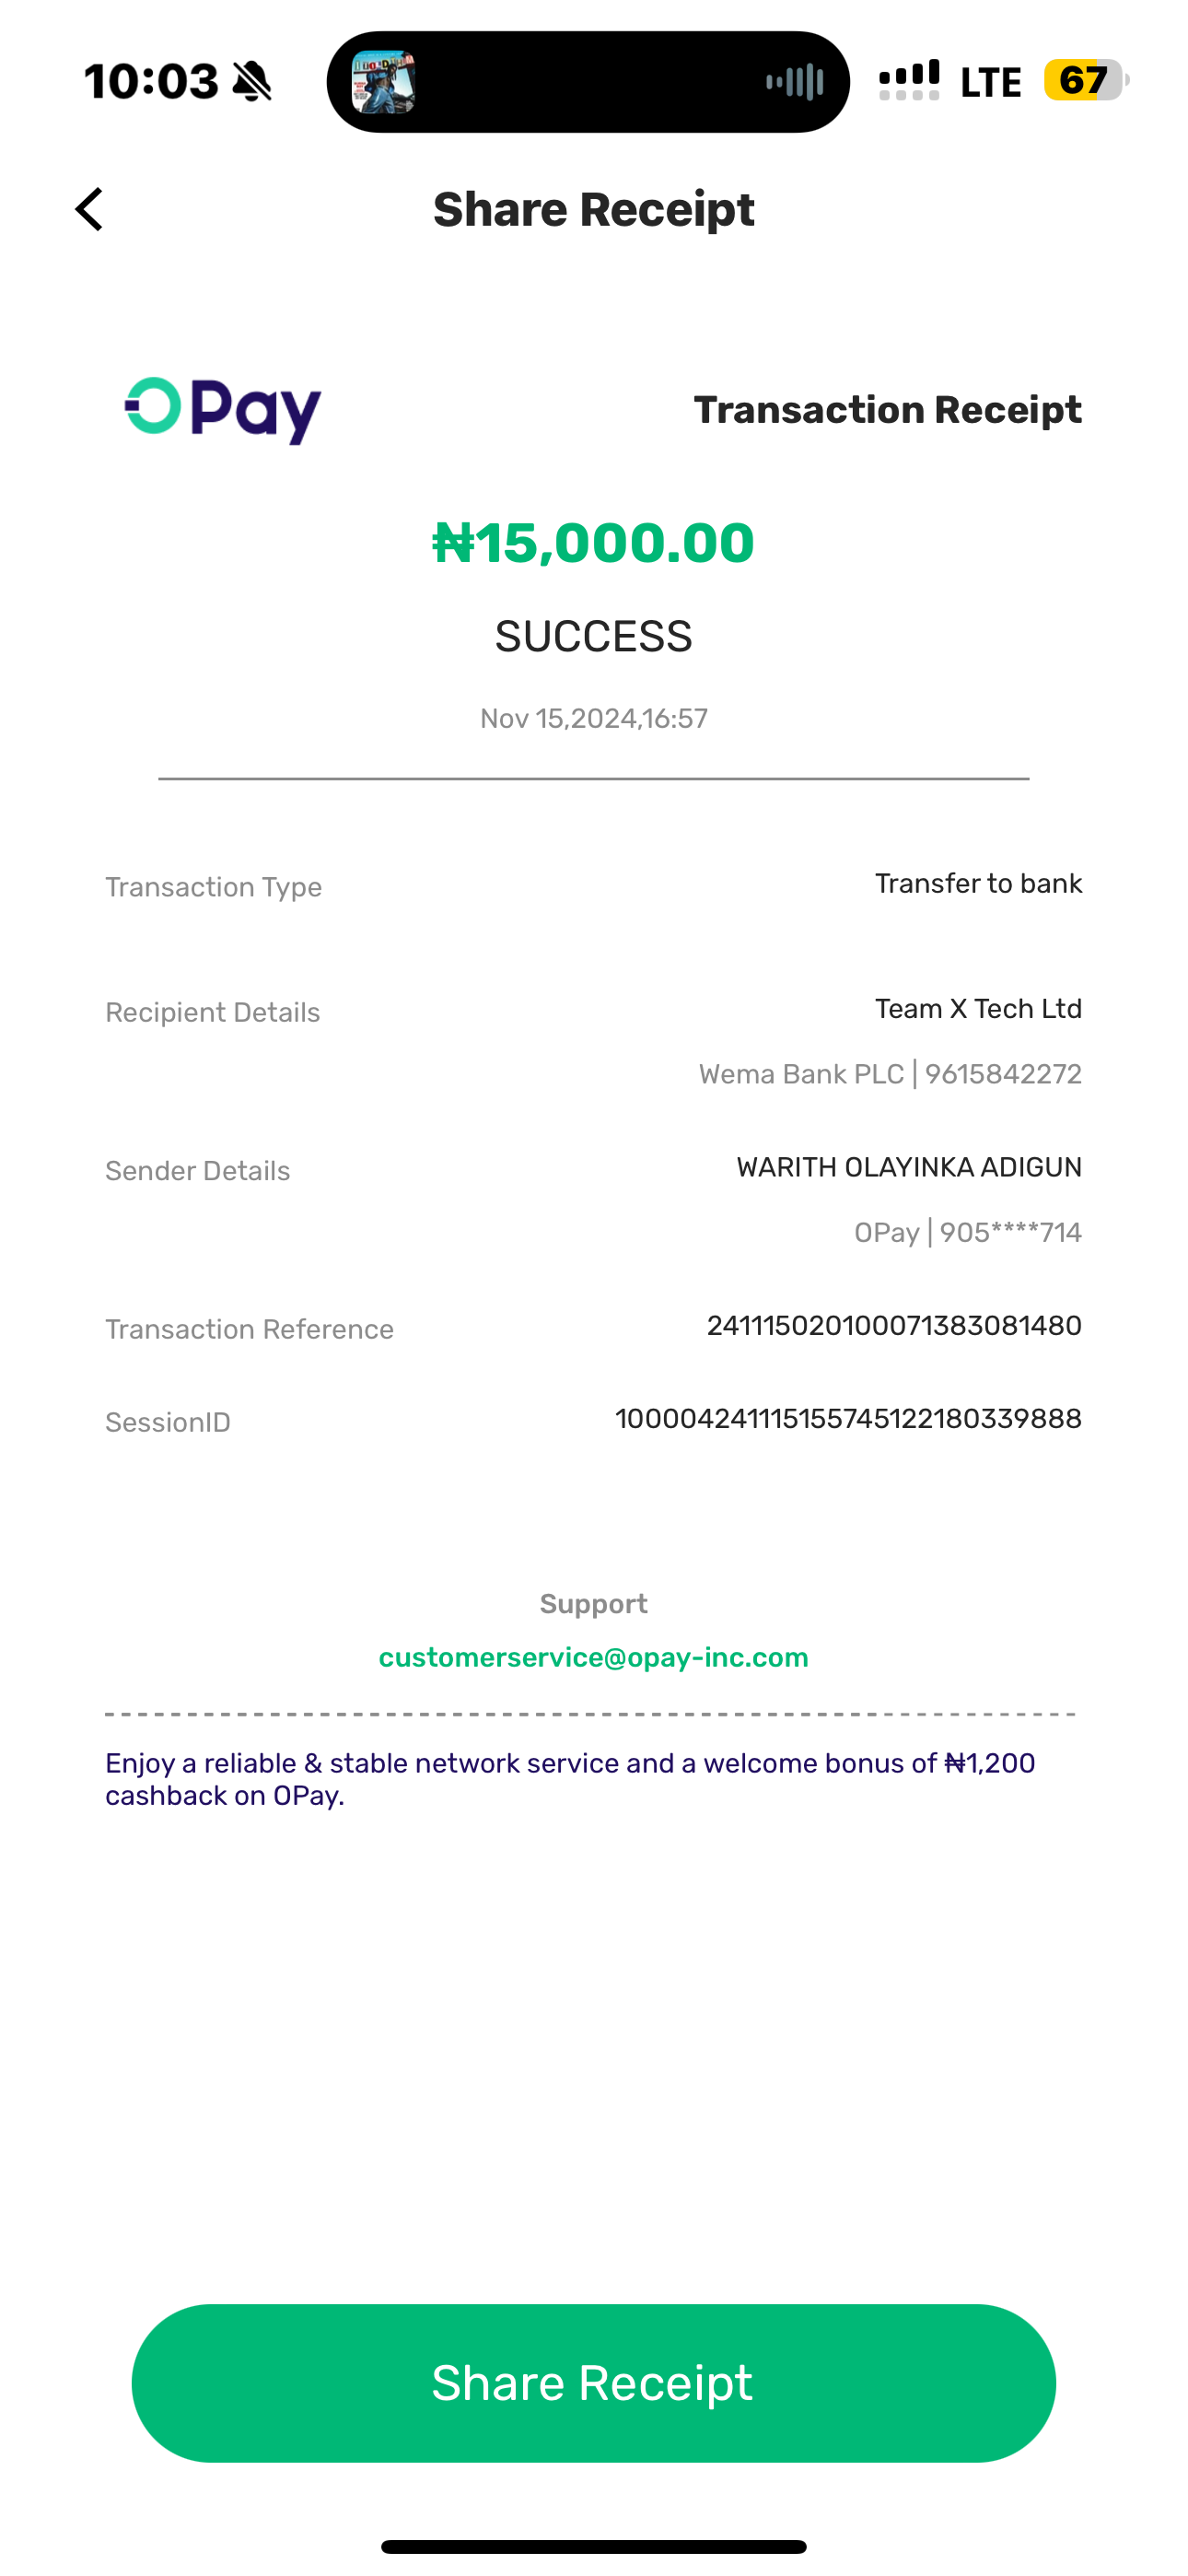 10:03
LTE
67
Share Receipt
OPay
Transaction Receipt
₦15,000.00
SUCCESS
Nov 15,2024,16:57
Transaction Type
Transfer to bank
Recipient Details
Team X Tech Ltd
Wema Bank PLC | 9615842272
Sender Details
WARITH OLAYINKA ADIGUN
OPay | 905****714
Transaction Reference
241115020100071383081480
SessionID
100004241115155745122180339888
Support
customerservice@opay-inc.com
Enjoy a reliable & stable network service and a welcome bonus of ₦1,200
cashback on OPay.
Share Receipt